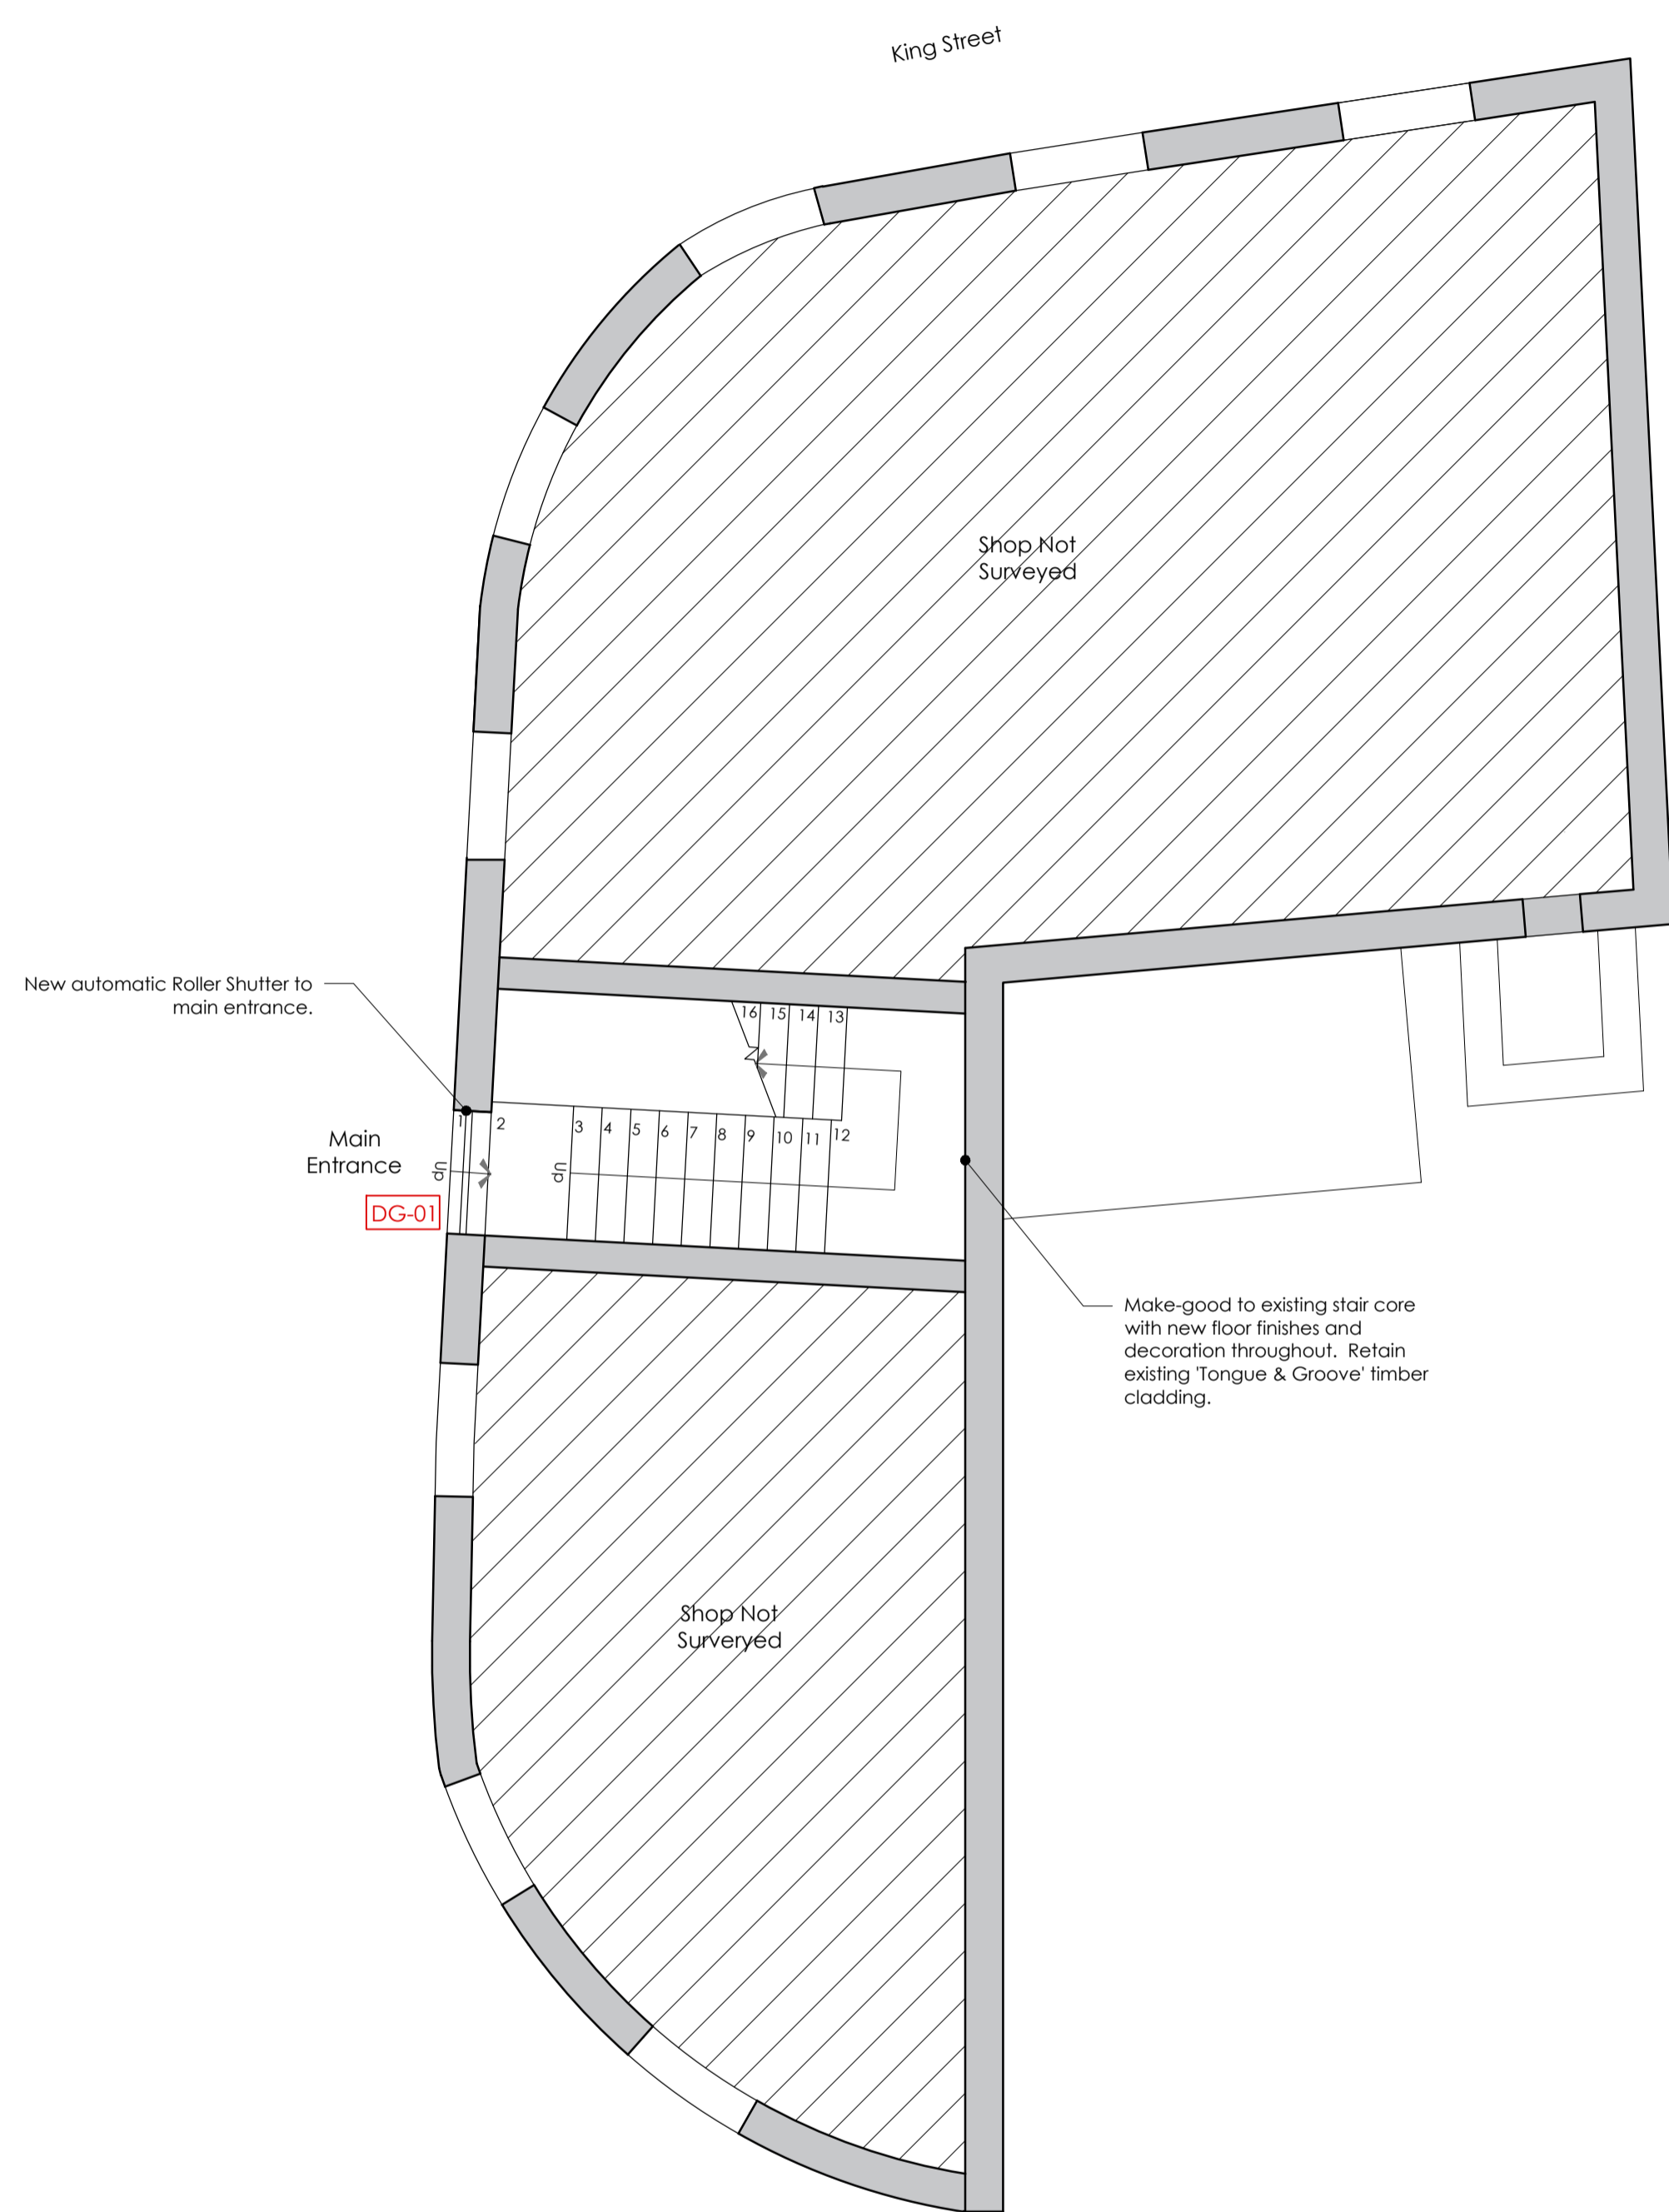 King Street
Shop Not
Surveyed
New automatic Roller Shutter to
main entrance.
16 15 14 13
Main
Entrance
1 2 3 4 5 6 7 8 9 10 11 12
up
up
DG-01
Make-good to existing stair core
with new floor finishes and
decoration throughout. Retain
existing 'Tongue & Groove' timber
cladding.
Shop Not
Surveryed